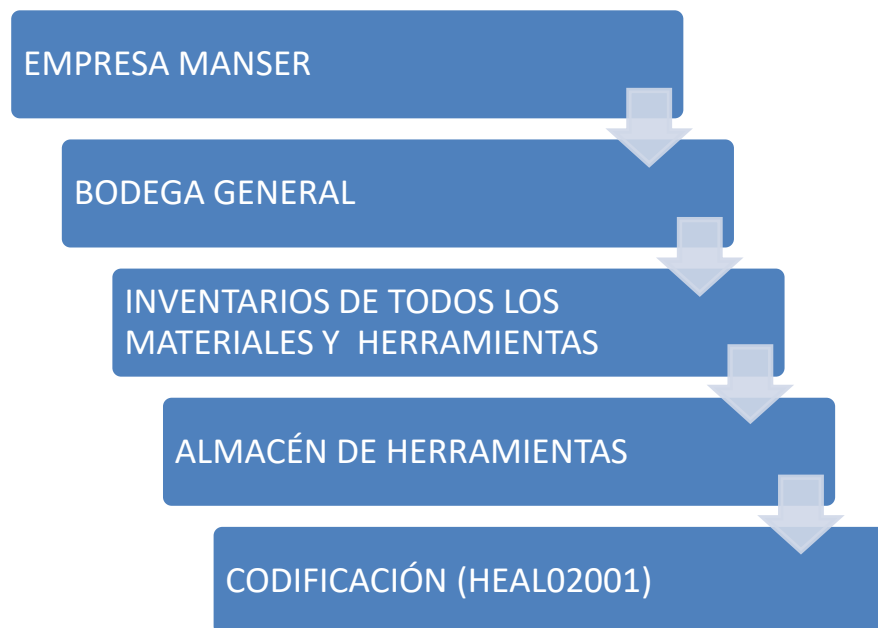 EMPRESA MANSER
BODEGA GENERAL
INVENTARIOS DE TODOS LOS
MATERIALES Y  HERRAMIENTAS
ALMACÉN DE HERRAMIENTAS
CODIFICACIÓN (HEAL02001)